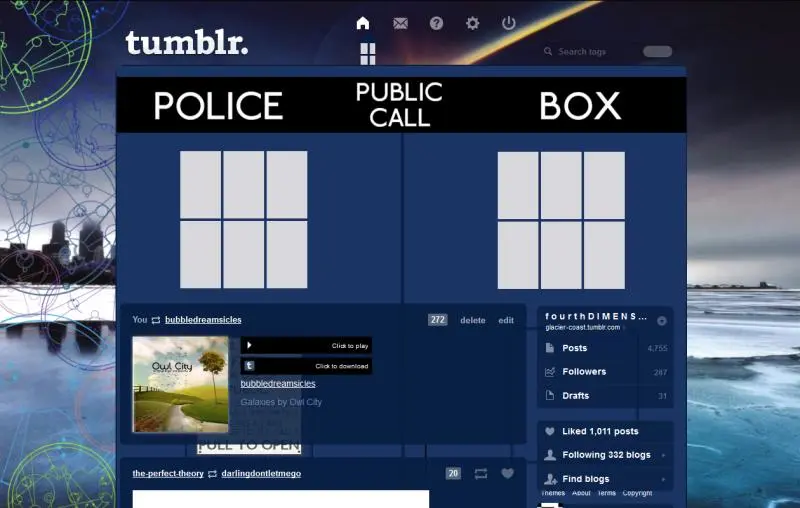 tumblr.
Search tags
POLICE PUBLIC CALL BOX
You bubbledreamsicles 272 delete edit
Owl City
Click to play
t Click to download
bubbledreamsicles
Galaxies by Owl City
PULL TO OPEN
the-perfect-theory darlingdontletmego 20
f o u r t h D I M E N S ...
glacier-coast.tumblr.com
Posts 4,755
Followers 287
Drafts 31
Liked 1,011 posts
Following 332 blogs
Find blogs
Themes About Terms Copyright